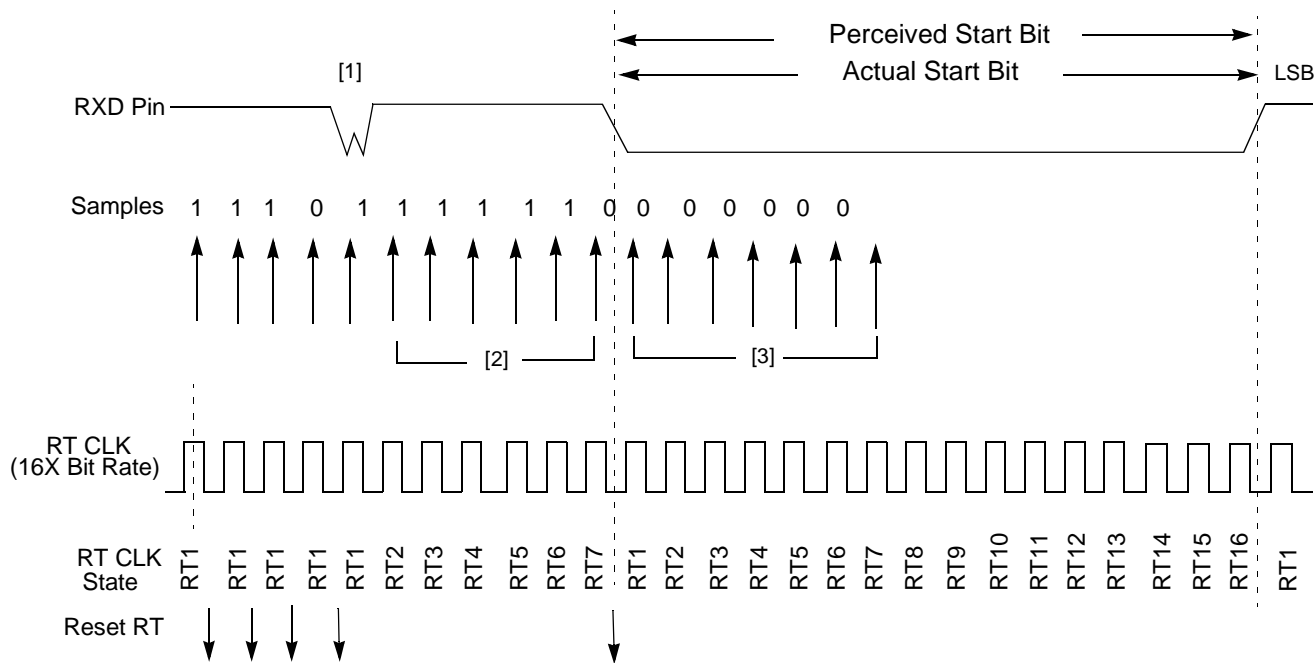 Perceived Start Bit
[1] Actual Start Bit LSB
RXD Pin
Samples 1 1 1 0 1 1 1 1 1 1 0 0 0 0 0 0 0
[2] [3]
RT CLK
(16X Bit Rate)
RT CLK State RT1 RT1 RT1 RT1 RT1 RT2 RT3 RT4 RT5 RT6 RT7 RT1 RT2 RT3 RT4 RT5 RT6 RT7 RT8 RT9 RT10 RT11 RT12 RT13 RT14 RT15 RT16 RT1
Reset RT